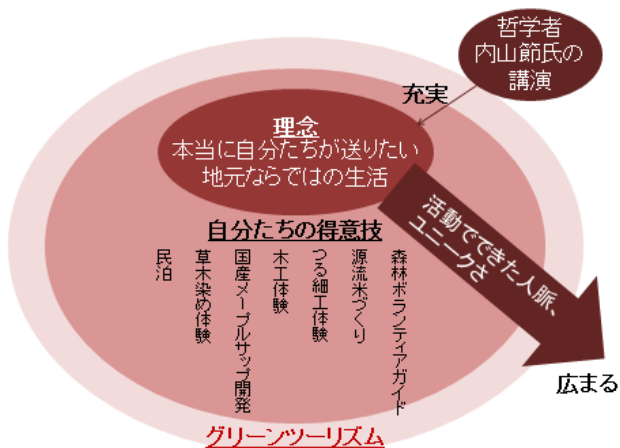 哲学者
内山節氏の
講演
充実
理念
本当に自分たちが送りたい
地元ならではの生活
活動でできた人脈、
ユニークさ
広まる
自分たちの得意技
民泊
草木染め体験
国産メープルサップ開発
木工体験
つる細工体験
源流米づくり
森林ボランティアガイド
グリーンツーリズム